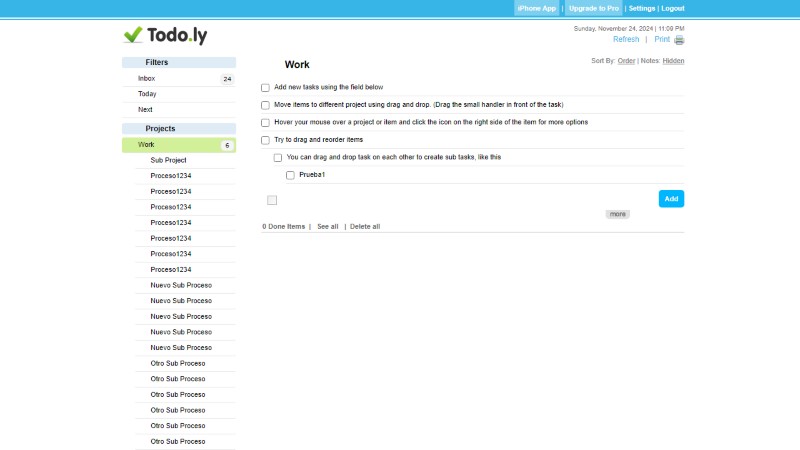 iPhone App | Upgrade to Pro | Settings | Logout
Todo.ly
Sunday, November 24, 2024 | 11:09 PM
Refresh | Print
Filters
Inbox 24
Today
Next
Projects
Work 6
Sub Project
Proceso1234
Proceso1234
Proceso1234
Proceso1234
Proceso1234
Proceso1234
Proceso1234
Nuevo Sub Proceso
Nuevo Sub Proceso
Nuevo Sub Proceso
Nuevo Sub Proceso
Nuevo Sub Proceso
Otro Sub Proceso
Otro Sub Proceso
Otro Sub Proceso
Otro Sub Proceso
Otro Sub Proceso
Otro Sub Proceso
Work
Sort By: Order | Notes: Hidden
Add new tasks using the field below
Move items to different project using drag and drop. (Drag the small handler in front of the task)
Hover your mouse over a project or item and click the icon on the right side of the item for more options
Try to drag and reorder items
You can drag and drop task on each other to create sub tasks, like this
Prueba1
Add
more
0 Done Items | See all | Delete all